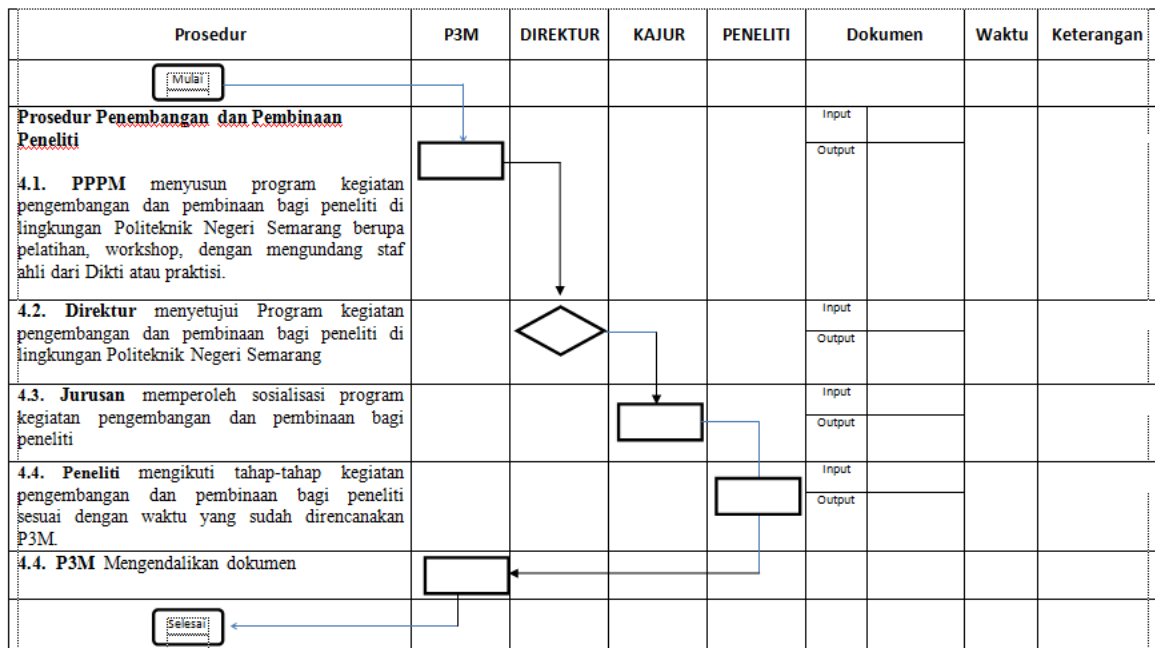 Prosedur P3M DIREKTUR KAJUR PENELITI Dokumen Waktu Keterangan
Mulai
Prosedur Penembangan dan Pembinaan
Peneliti
4.1. PPPM menyusun program kegiatan
pengembangan dan pembinaan bagi peneliti di
lingkungan Politeknik Negeri Semarang berupa
pelatihan, workshop, dengan mengundang staf
ahli dari Dikti atau praktisi.
Input
Output
4.2. Direktur menyetujui Program kegiatan
pengembangan dan pembinaan bagi peneliti di
lingkungan Politeknik Negeri Semarang
Input
Output
4.3. Jurusan memperoleh sosialisasi program
kegiatan pengembangan dan pembinaan bagi
peneliti
Input
Output
4.4. Peneliti mengikuti tahap-tahap kegiatan
pengembangan dan pembinaan bagi peneliti
sesuai dengan waktu yang sudah direncanakan
P3M.
Input
Output
4.4. P3M Mengendalikan dokumen
Selesai